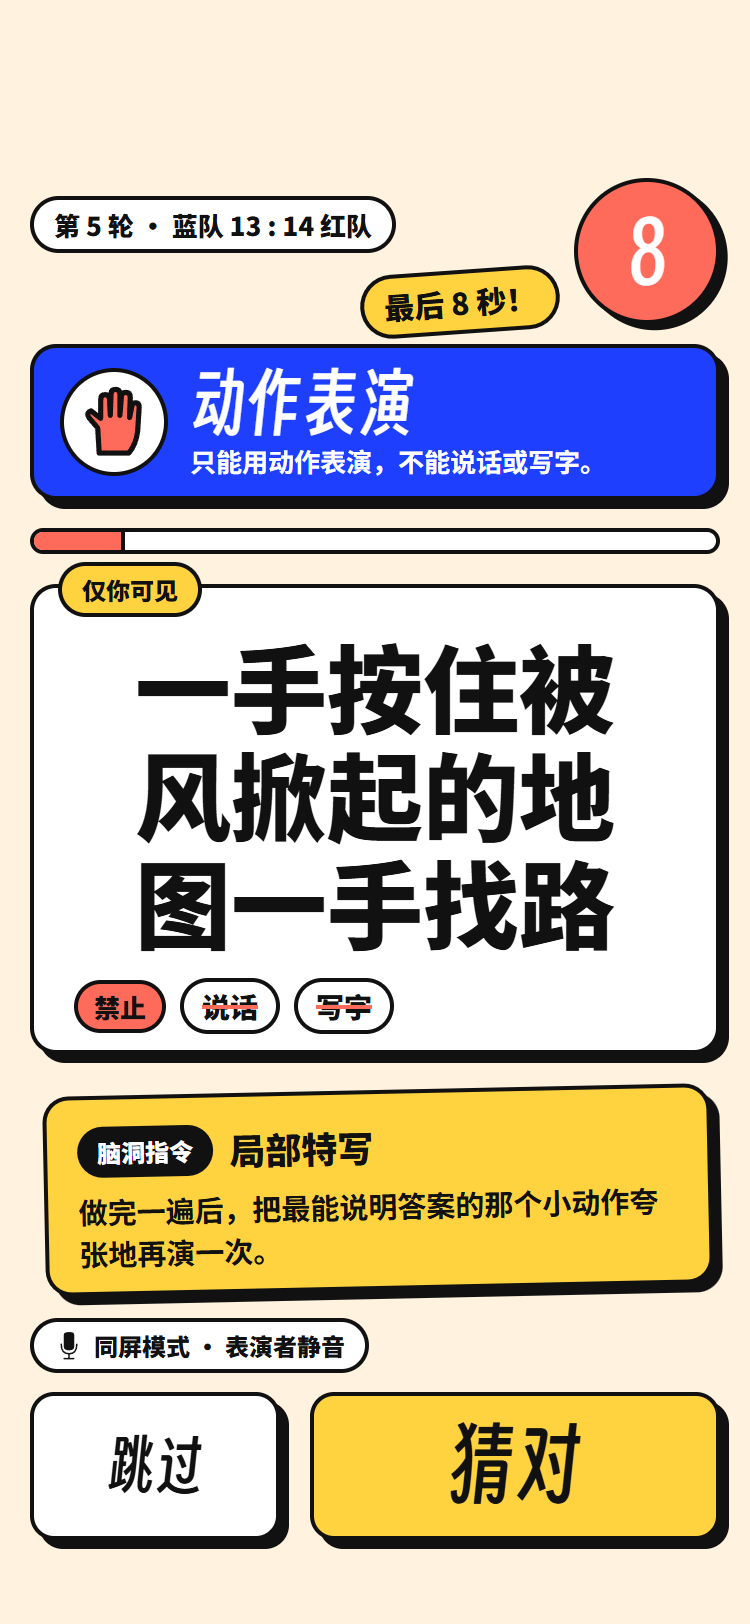 第 5 轮 · 蓝队 13 : 14 红队
8
最后 8 秒!
动作表演
只能用动作表演，不能说话或写字。
仅你可见
一手按住被
风掀起的地
图一手找路
禁止 说话 写字
脑洞指令 局部特写
做完一遍后，把最能说明答案的那个小动作夸
张地再演一次。
同屏模式 · 表演者静音
跳过 猜对